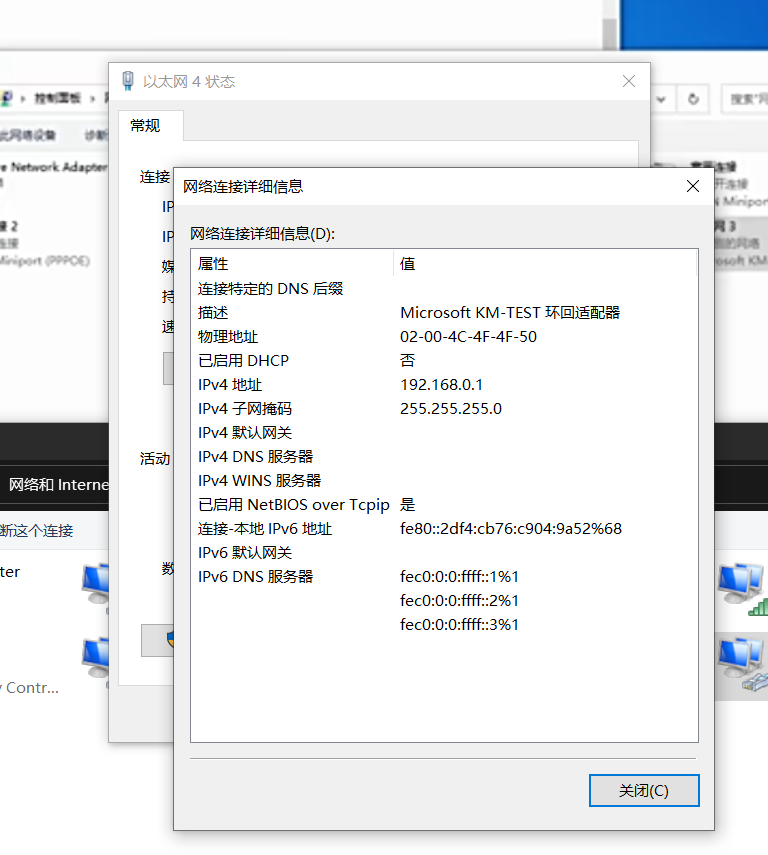 以太网 4 状态
控制面板
搜索"网
此网络设备
诊断
常规
re Network Adapter
宽带连接
开连接
N Miniport
连接
网络连接详细信息
IP
IP
媒
持
速
网络连接详细信息(D):
属性 值
连接特定的 DNS 后缀
描述 Microsoft KM-TEST 环回适配器
物理地址 02-00-4C-4F-4F-50
已启用 DHCP 否
IPv4 地址 192.168.0.1
IPv4 子网掩码 255.255.255.0
IPv4 默认网关
IPv4 DNS 服务器
IPv4 WINS 服务器
已启用 NetBIOS over Tcpip 是
连接-本地 IPv6 地址 fe80::2df4:cb76:c904:9a52%68
IPv6 默认网关
IPv6 DNS 服务器 fec0:0:0:ffff::1%1
fec0:0:0:ffff::2%1
fec0:0:0:ffff::3%1
接 2
连接
Miniport (PPPOE)
网 3
别的网络
osoft KM
活动
网络和 Interne
断这个连接
ter
数
y Contr...
关闭(C)